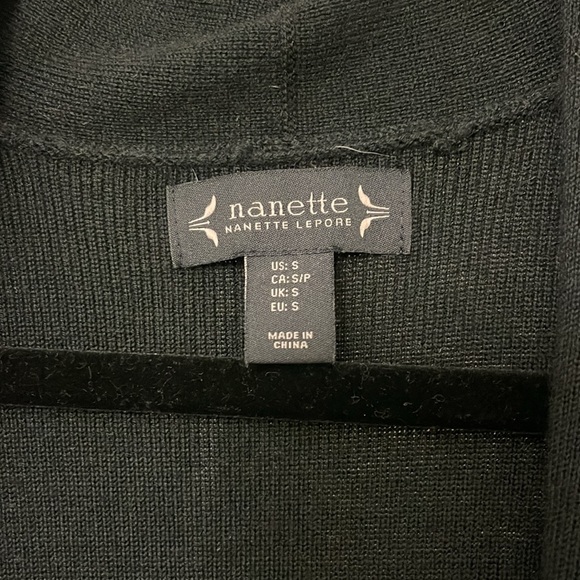 nanette
NANETTE LEPORE
US: S
CA: S/P
UK: S
EU: S
MADE IN
CHINA